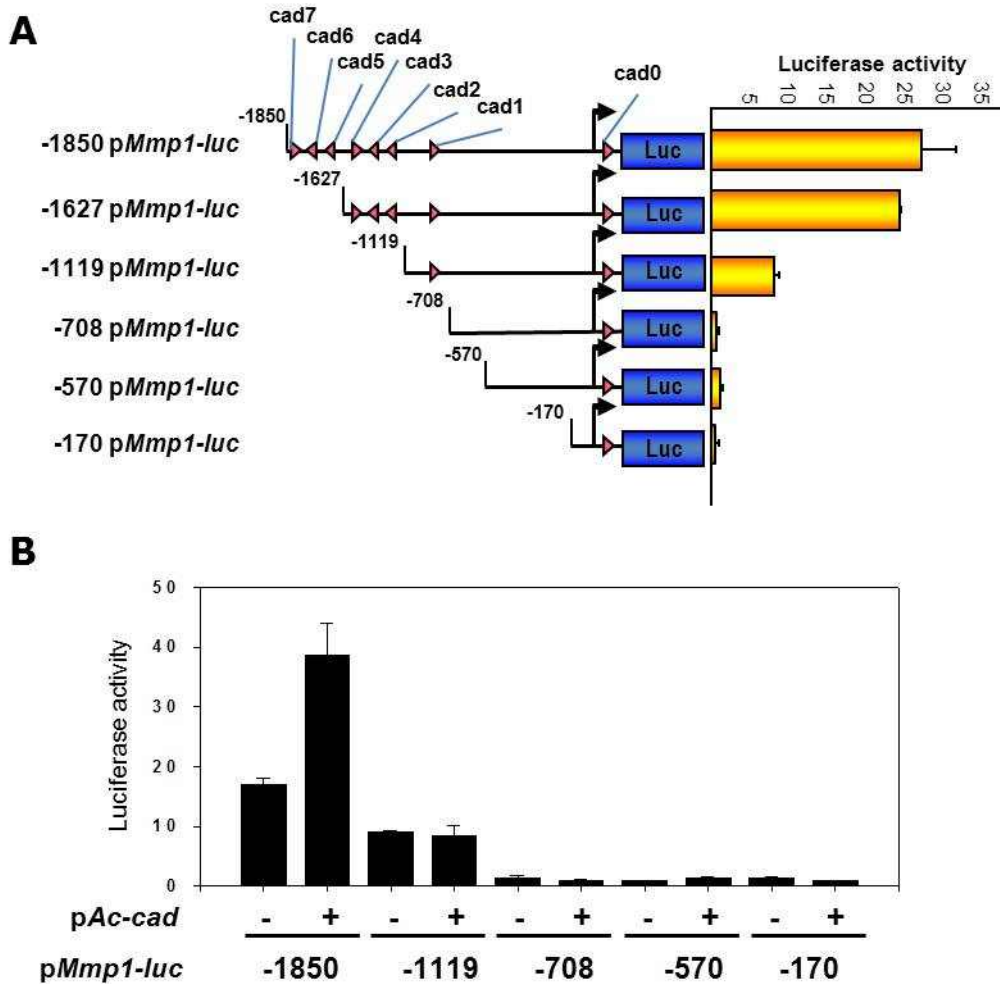 A
cad7
cad6
cad5
cad4
cad3
cad2
cad1
cad0
Luciferase activity
5 10 15 20 25 30 35
-1850
-1850 pMmp1-luc
Luc
-1627
-1627 pMmp1-luc
Luc
-1119
-1119 pMmp1-luc
Luc
-708
-708 pMmp1-luc
Luc
-570
-570 pMmp1-luc
Luc
-170
-170 pMmp1-luc
Luc
B
Luciferase activity
50
40
30
20
10
0
pAc-cad - + - + - + - + - +
pMmp1-luc -1850 -1119 -708 -570 -170